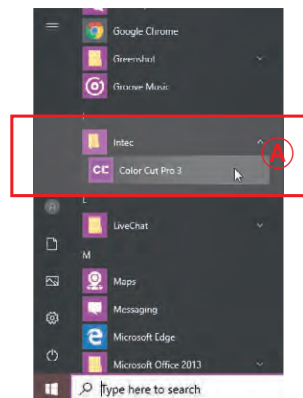 Google Chrome
Greenshot
Groove Music
I
Intec
A
CC Color Cut Pro 3
L
LiveChat
M
Maps
Messaging
Microsoft Edge
Microsoft Office 2013
Type here to search